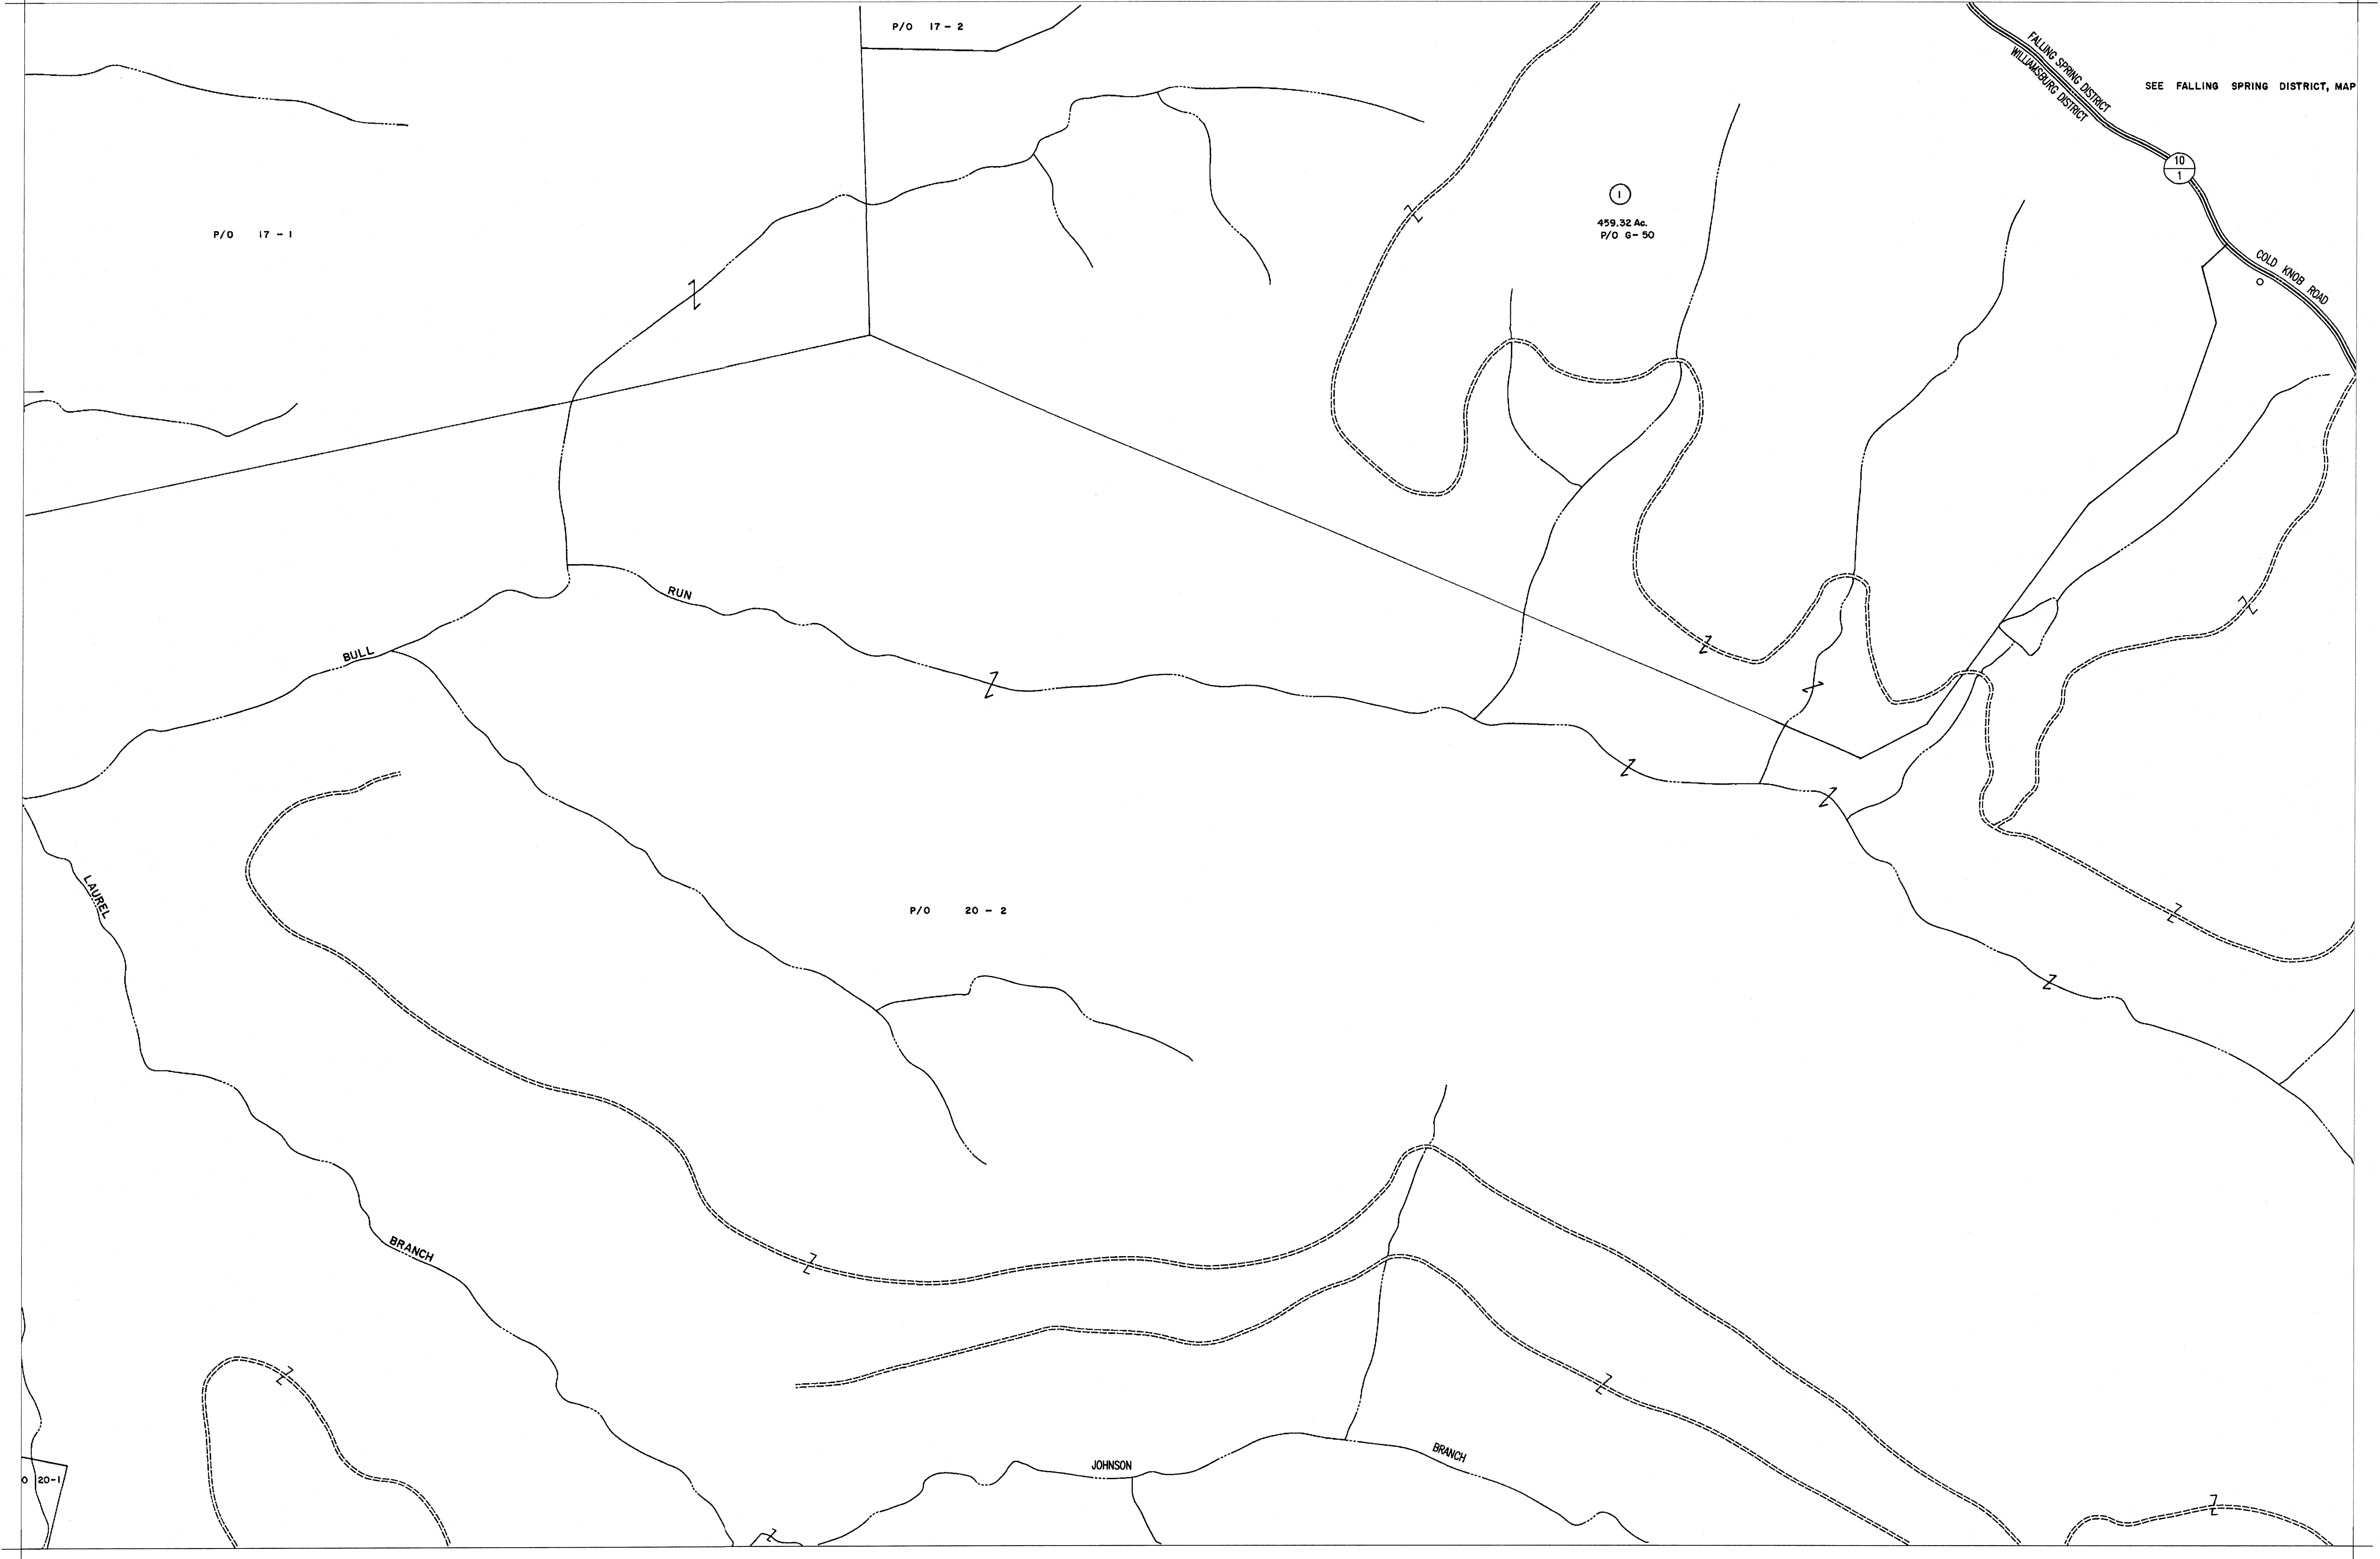 P/O 17 - 2
FALLING SPRING DISTRICT
WILLIAMSBURG DISTRICT
SEE FALLING SPRING DISTRICT, MAP
10
1
1
459.32 Ac.
P/O G - 50
P/O 17 - 1
COLD KNOB ROAD
RUN
BULL
LAUREL
P/O 20 - 2
BRANCH
BRANCH
JOHNSON
O 20-1